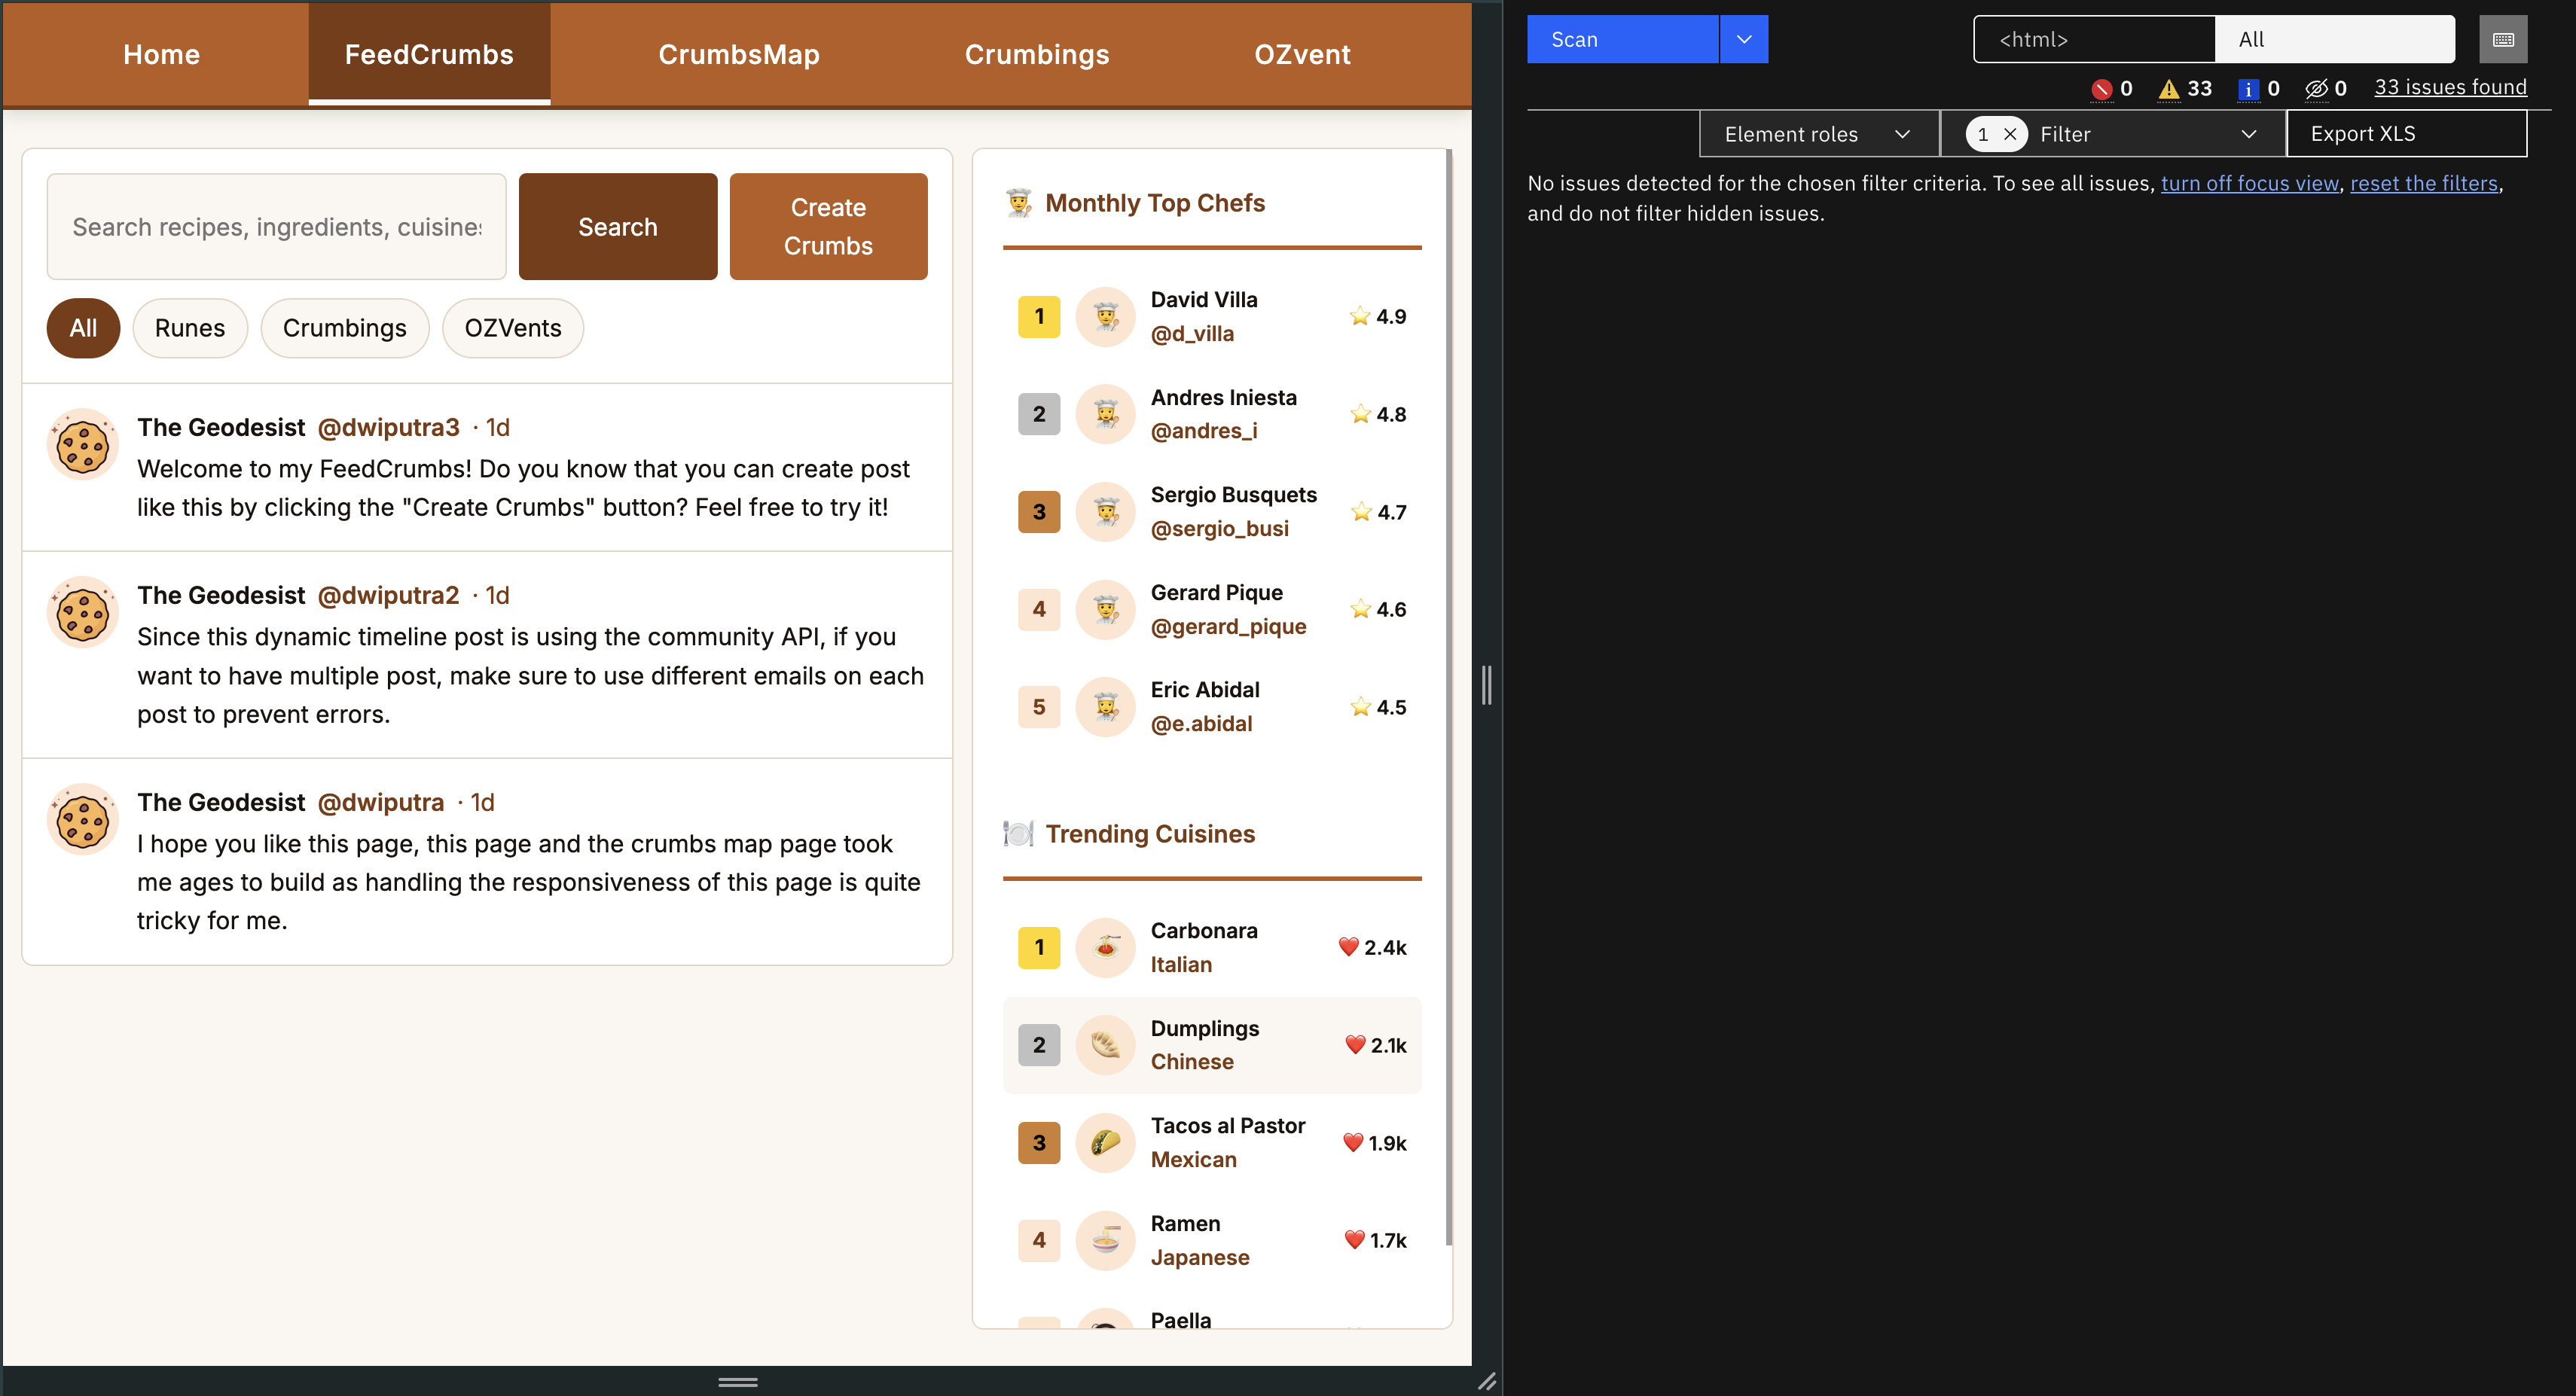 Home FeedCrumbs CrumbsMap Crumbings OZvent
Search recipes, ingredients, cuisines
Search
Create
Crumbs
All Runes Crumbings OZVents
The Geodesist @dwiputra3 · 1d
Welcome to my FeedCrumbs! Do you know that you can create post
like this by clicking the "Create Crumbs" button? Feel free to try it!
The Geodesist @dwiputra2 · 1d
Since this dynamic timeline post is using the community API, if you
want to have multiple post, make sure to use different emails on each
post to prevent errors.
The Geodesist @dwiputra · 1d
I hope you like this page, this page and the crumbs map page took
me ages to build as handling the responsiveness of this page is quite
tricky for me.
Monthly Top Chefs
1 David Villa
@d_villa
4.9
2 Andres Iniesta
@andres_i
4.8
3 Sergio Busquets
@sergio_busi
4.7
4 Gerard Pique
@gerard_pique
4.6
5 Eric Abidal
@e.abidal
4.5
Trending Cuisines
1 Carbonara
Italian
2.4k
2 Dumplings
Chinese
2.1k
3 Tacos al Pastor
Mexican
1.9k
4 Ramen
Japanese
1.7k
Paella
Scan
<html> All
0 33 i 0 0 33 issues found
Element roles 1 Filter Export XLS
No issues detected for the chosen filter criteria. To see all issues, turn off focus view, reset the filters,
and do not filter hidden issues.